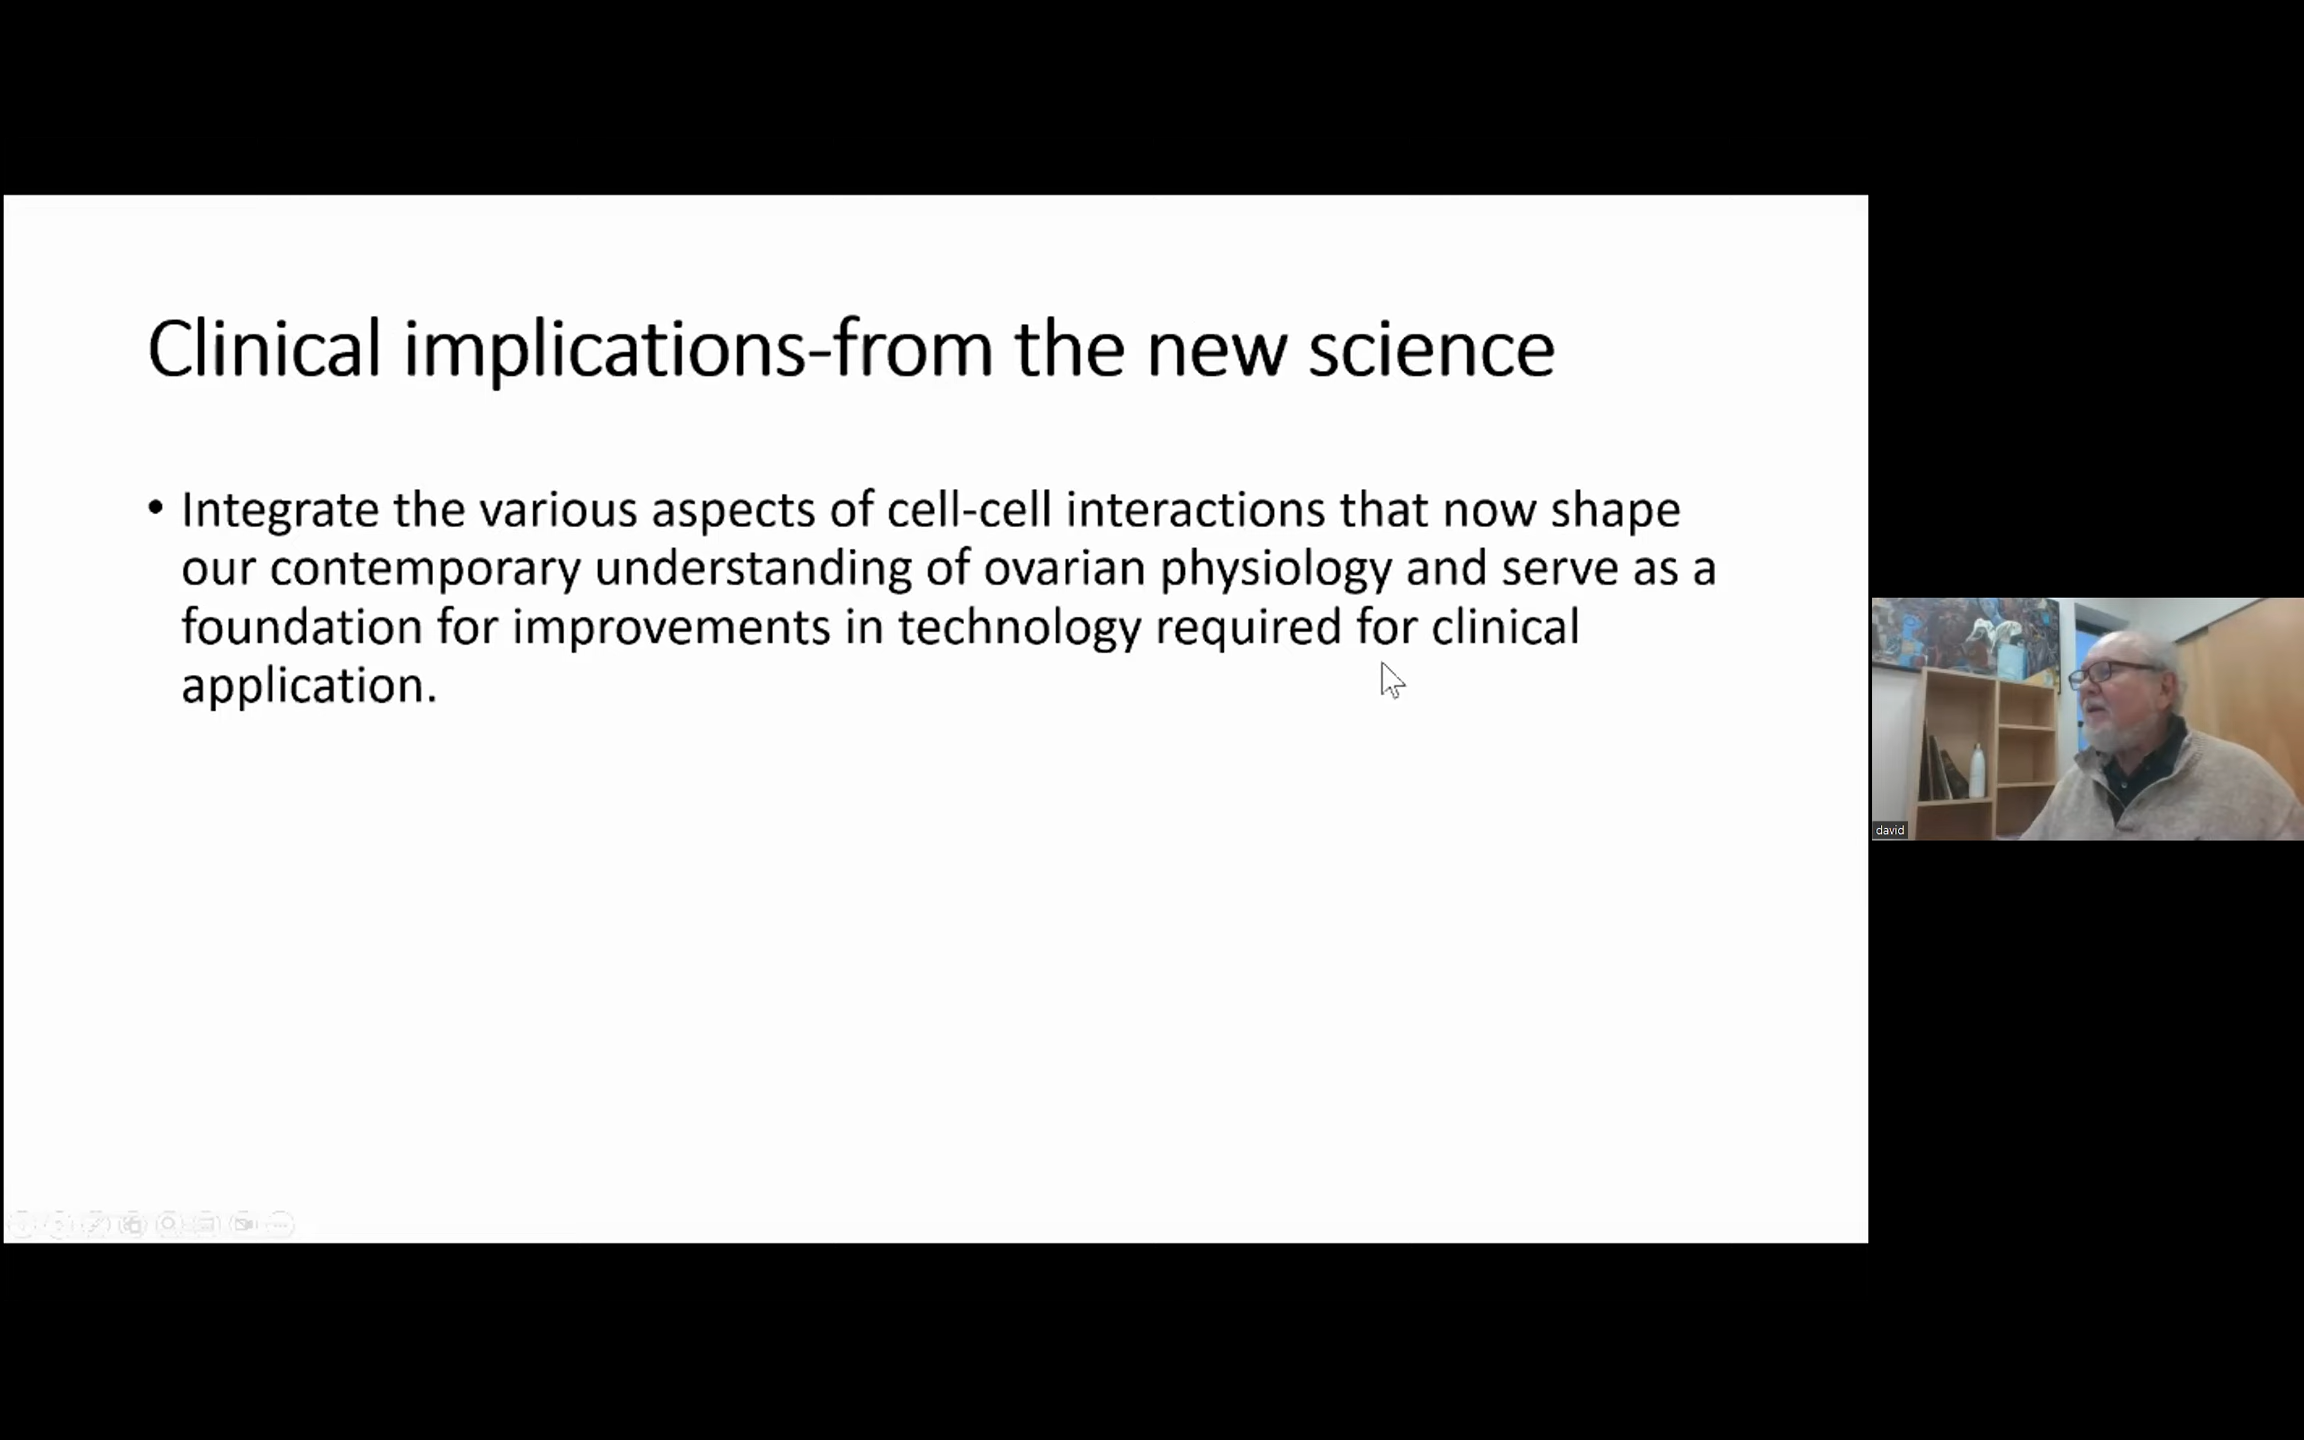 Clinical implications-from the new science
• Integrate the various aspects of cell-cell interactions that now shape
our contemporary understanding of ovarian physiology and serve as a
foundation for improvements in technology required for clinical
application.
david